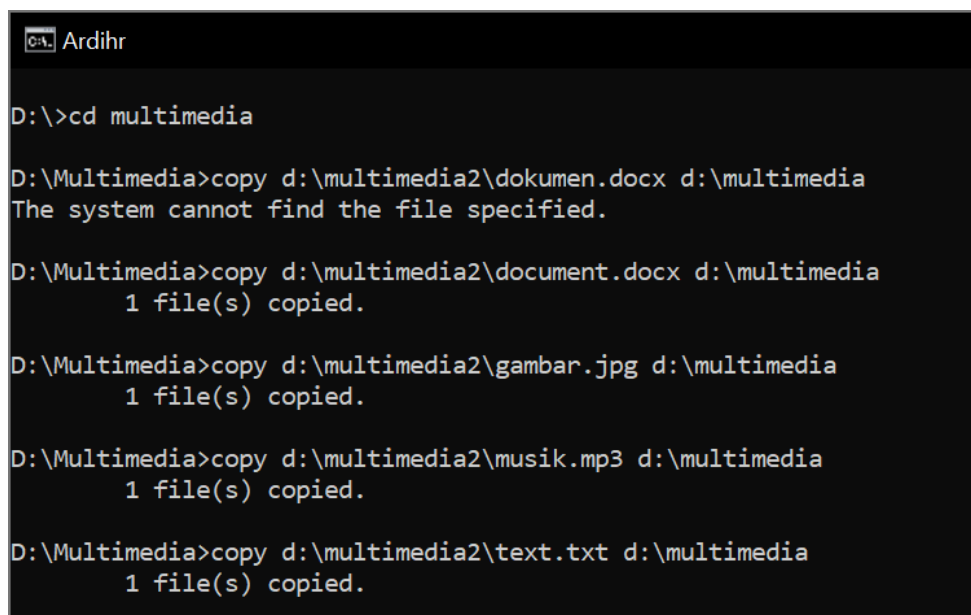 Ardihr
D:\>cd multimedia
D:\Multimedia>copy d:\multimedia2\dokumen.docx d:\multimedia
The system cannot find the file specified.
D:\Multimedia>copy d:\multimedia2\document.docx d:\multimedia
1 file(s) copied.
D:\Multimedia>copy d:\multimedia2\gambar.jpg d:\multimedia
1 file(s) copied.
D:\Multimedia>copy d:\multimedia2\musik.mp3 d:\multimedia
1 file(s) copied.
D:\Multimedia>copy d:\multimedia2\text.txt d:\multimedia
1 file(s) copied.